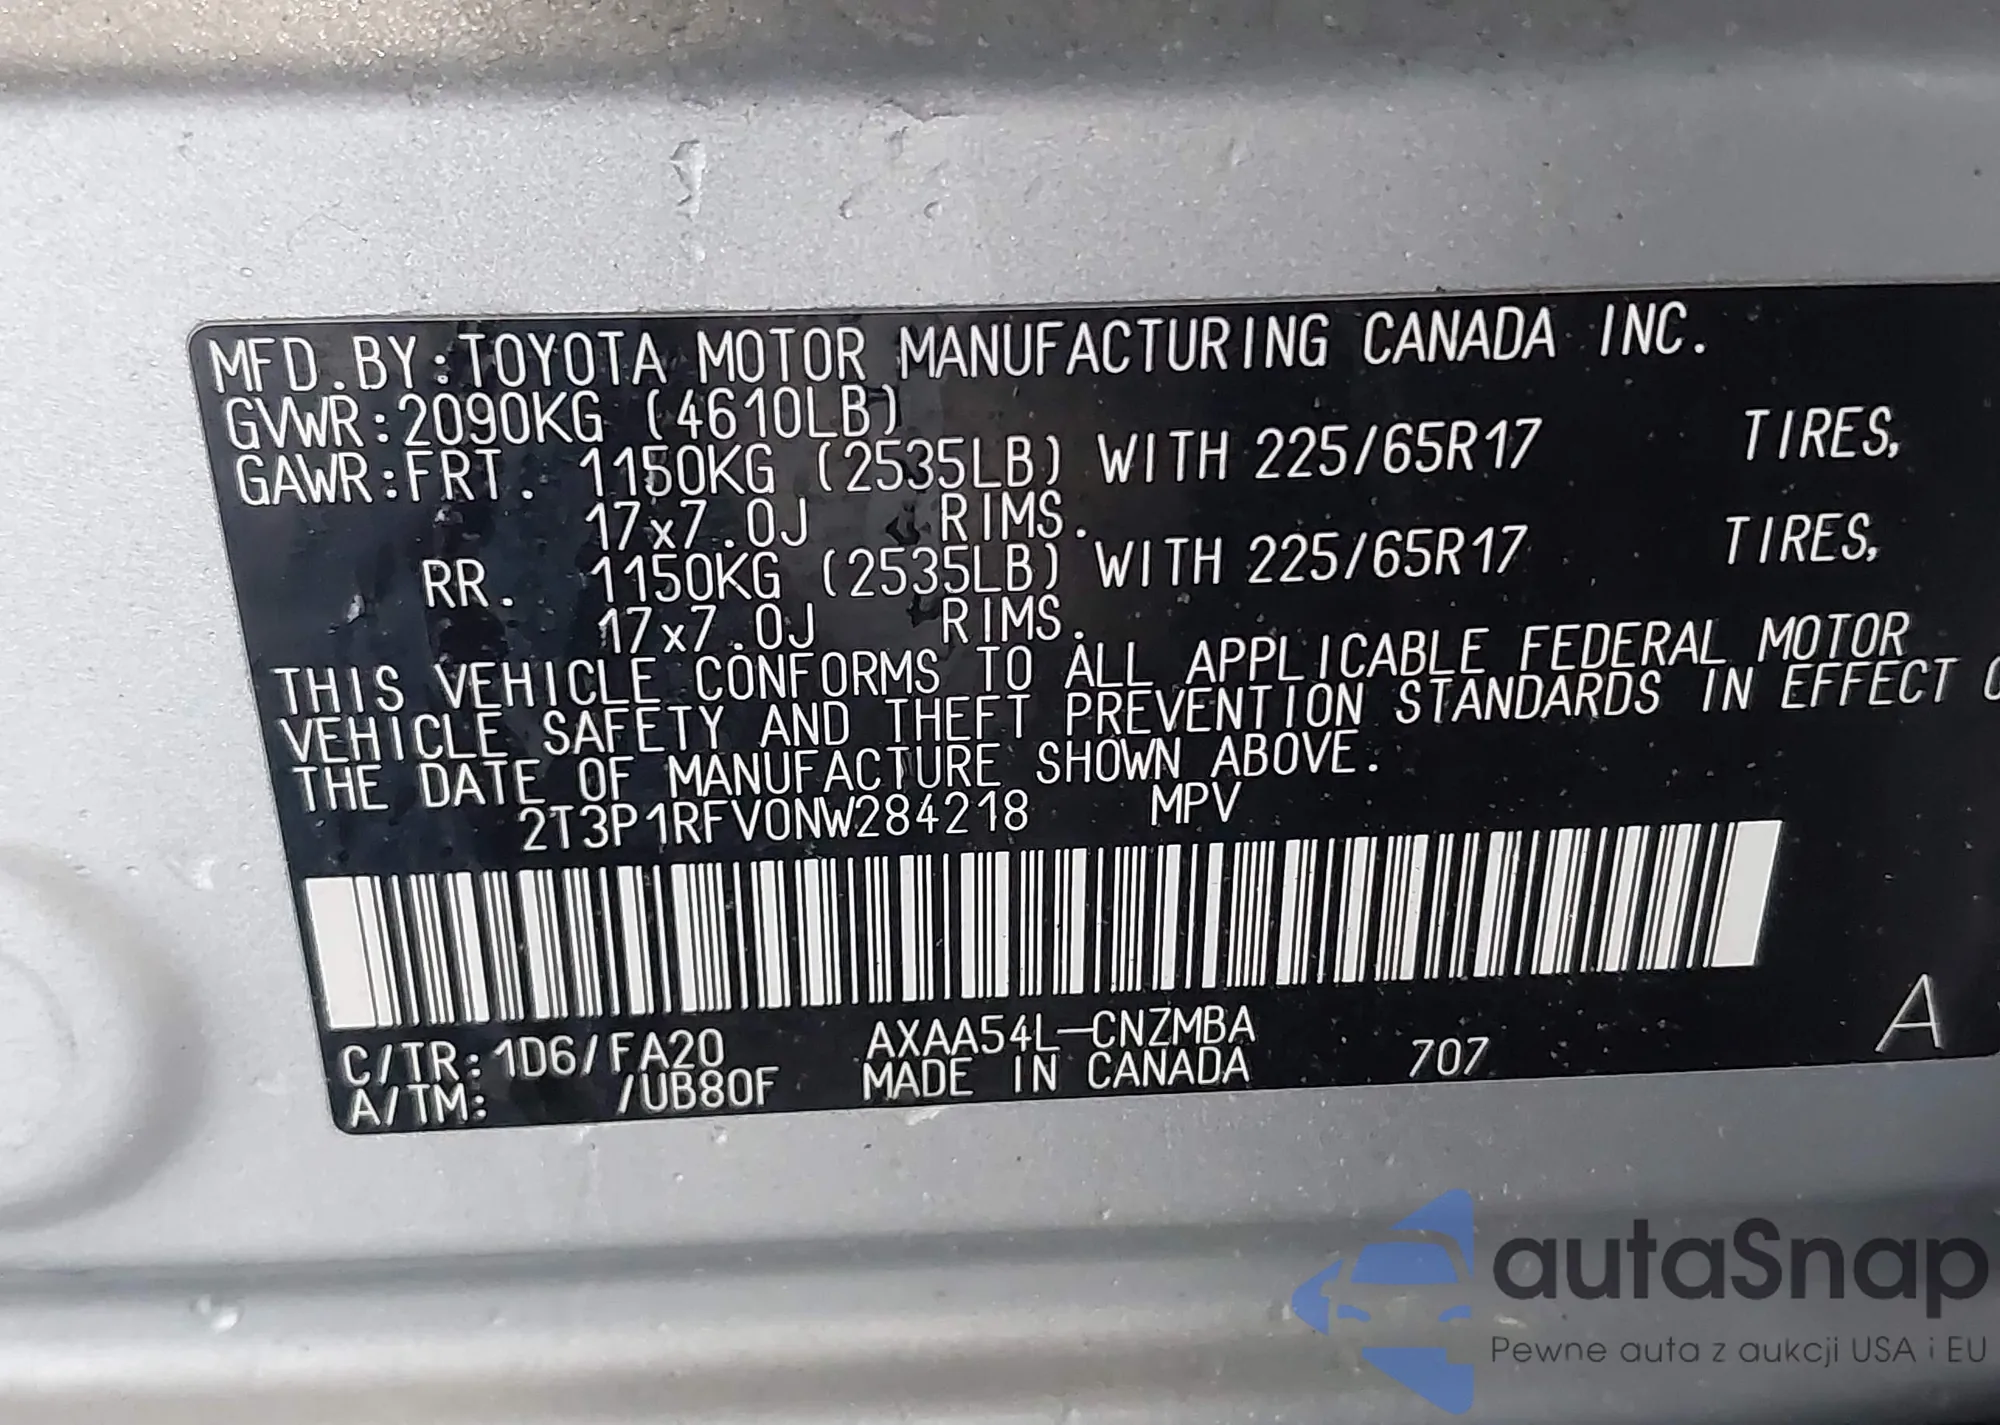 MFD.BY:TOYOTA MOTOR MANUFACTURING CANADA INC.
GVWR:2090KG (4610LB)
GAWR:FRT. 1150KG (2535LB) WITH 225/65R17 TIRES,
17x7.0J RIMS.
RR. 1150KG (2535LB) WITH 225/65R17 TIRES,
17x7.0J RIMS.
THIS VEHICLE CONFORMS TO ALL APPLICABLE FEDERAL MOTOR
VEHICLE SAFETY AND THEFT PREVENTION STANDARDS IN EFFECT
THE DATE OF MANUFACTURE SHOWN ABOVE.
2T3P1RFV0NW284218 MPV
C/TR:1D6/FA20 AXAA54L-CNZMBA
A/TM: /UB80F MADE IN CANADA 707 A
autaSnap
Pewne auta z aukcji USA i EU